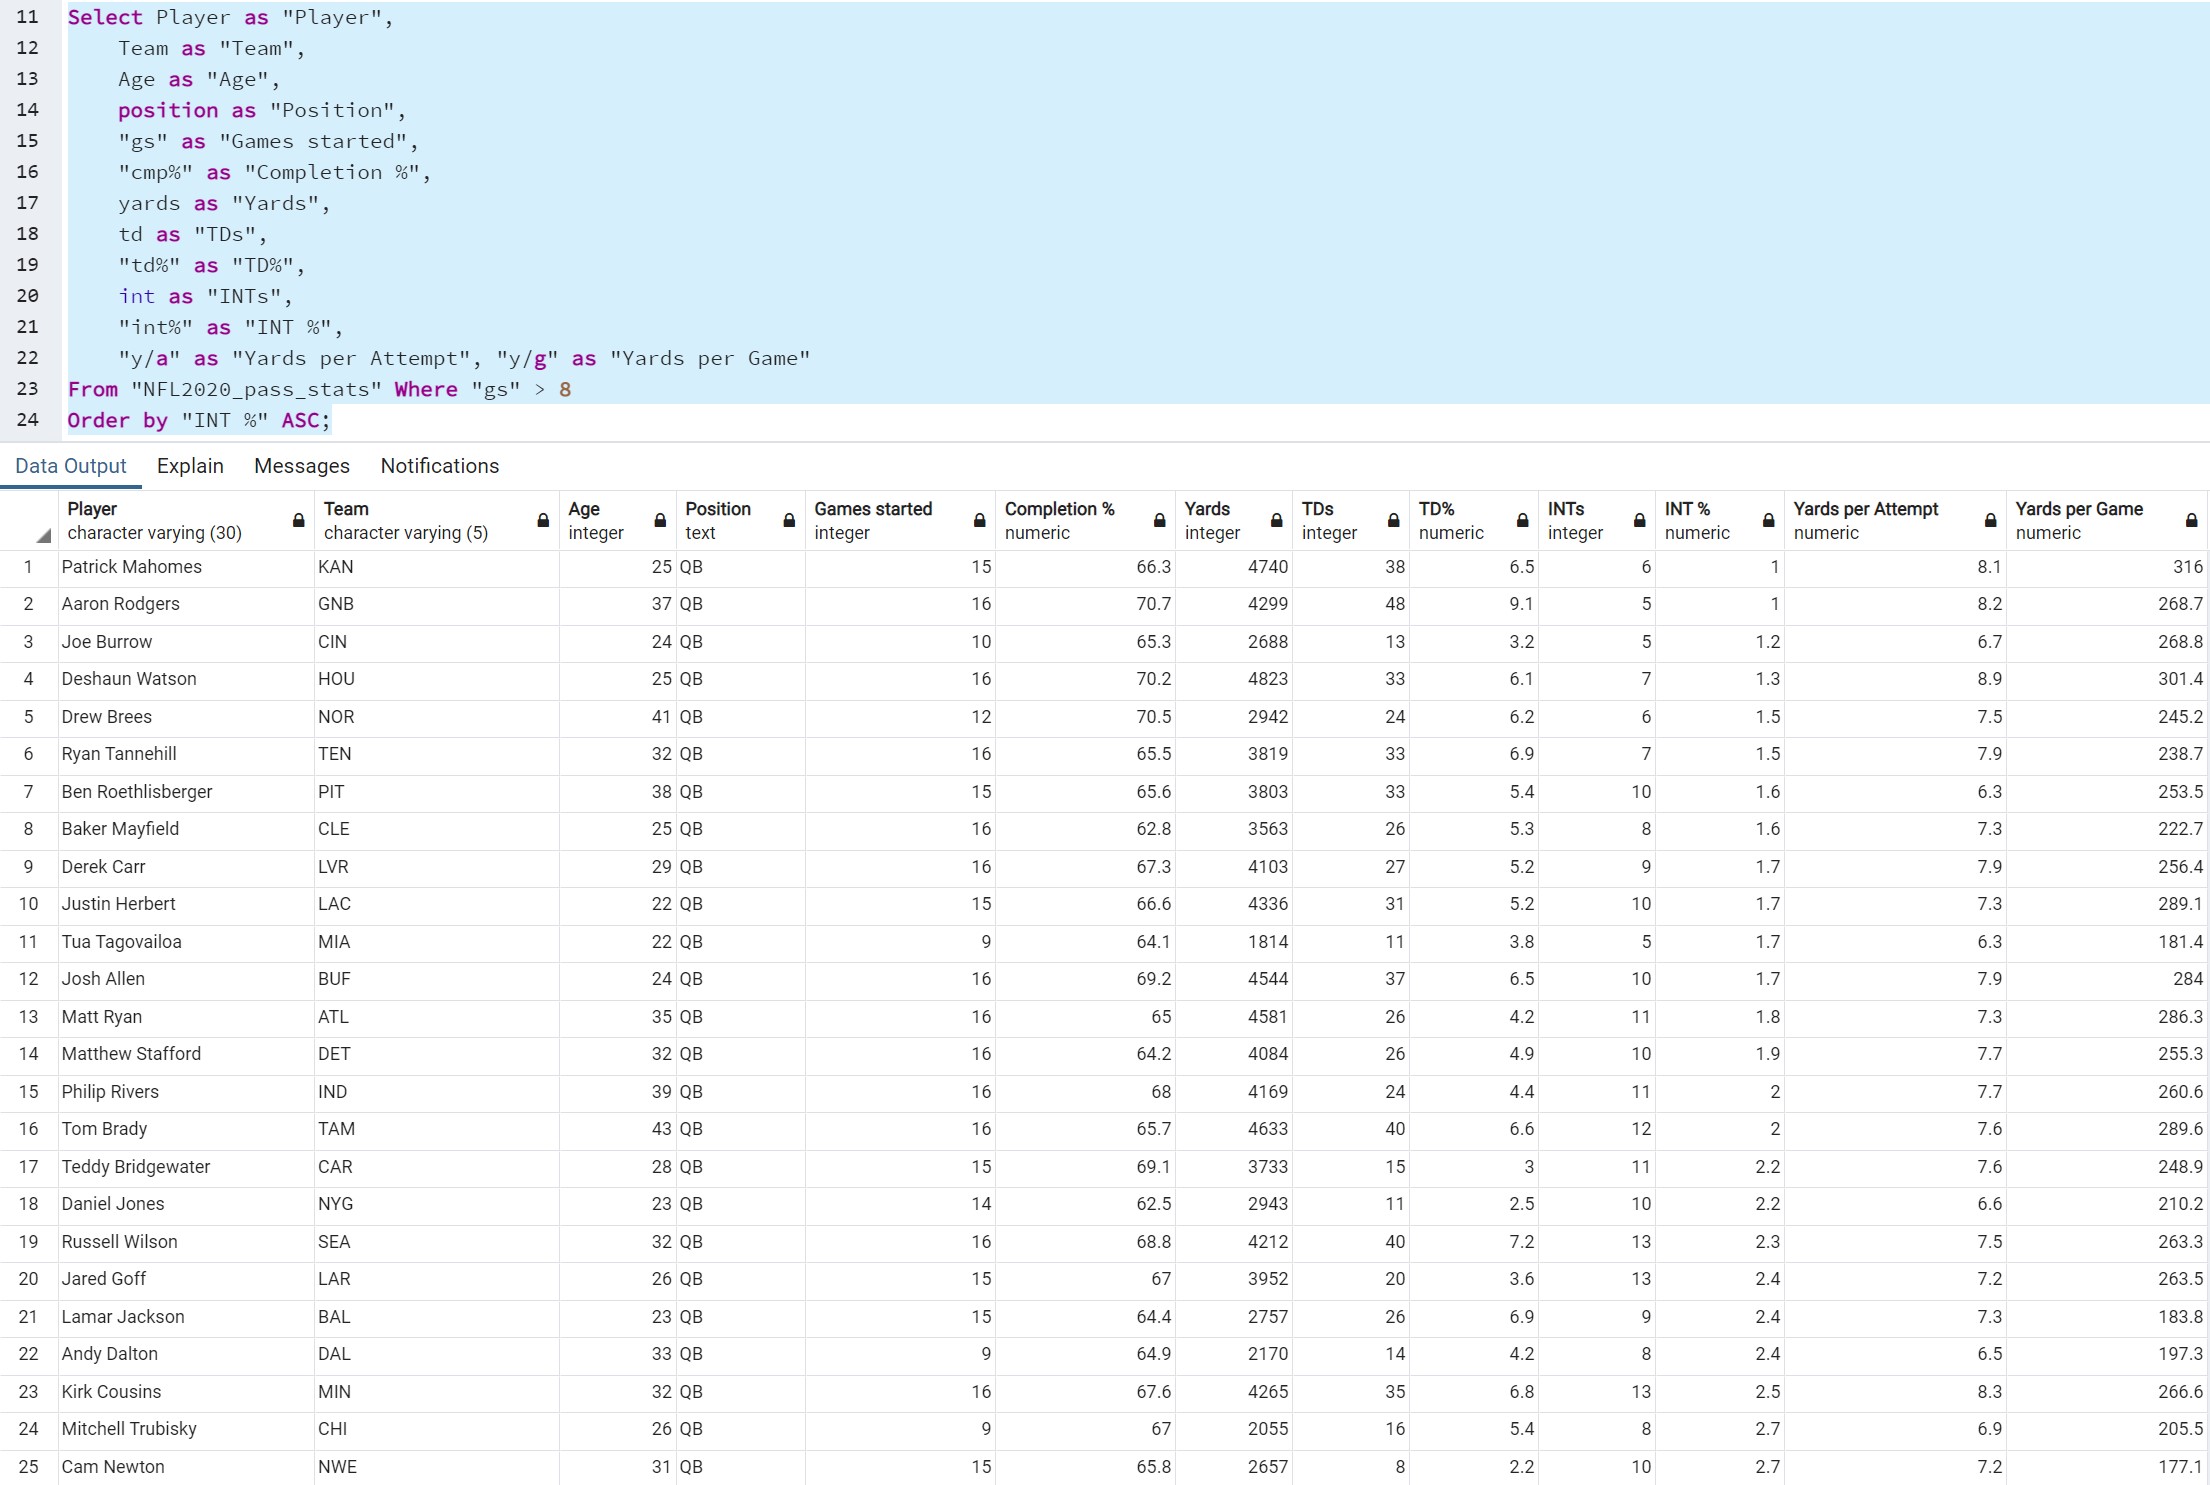 11 Select Player as "Player",
12 Team as "Team",
13 Age as "Age",
14 position as "Position",
15 "gs" as "Games started",
16 "cmp%" as "Completion %",
17 yards as "Yards",
18 td as "TDs",
19 "td%" as "TD%",
20 int as "INTs",
21 "int%" as "INT %",
22 "y/a" as "Yards per Attempt", "y/g" as "Yards per Game"
23 From "NFL2020_pass_stats" Where "gs" > 8
24 Order by "INT %" ASC;
Data Output Explain Messages Notifications
Player Team Age Position Games started Completion % Yards TDs TD% INTs INT % Yards per Attempt Yards per Game
character varying (30) character varying (5) integer text integer numeric integer integer numeric integer numeric numeric numeric
1 Patrick Mahomes KAN 25 QB 15 66.3 4740 38 6.5 6 1 8.1 316
2 Aaron Rodgers GNB 37 QB 16 70.7 4299 48 9.1 5 1 8.2 268.7
3 Joe Burrow CIN 24 QB 10 65.3 2688 13 3.2 5 1.2 6.7 268.8
4 Deshaun Watson HOU 25 QB 16 70.2 4823 33 6.1 7 1.3 8.9 301.4
5 Drew Brees NOR 41 QB 12 70.5 2942 24 6.2 6 1.5 7.5 245.2
6 Ryan Tannehill TEN 32 QB 16 65.5 3819 33 6.9 7 1.5 7.9 238.7
7 Ben Roethlisberger PIT 38 QB 15 65.6 3803 33 5.4 10 1.6 6.3 253.5
8 Baker Mayfield CLE 25 QB 16 62.8 3563 26 5.3 8 1.6 7.3 222.7
9 Derek Carr LVR 29 QB 16 67.3 4103 27 5.2 9 1.7 7.9 256.4
10 Justin Herbert LAC 22 QB 15 66.6 4336 31 5.2 10 1.7 7.3 289.1
11 Tua Tagovailoa MIA 22 QB 9 64.1 1814 11 3.8 5 1.7 6.3 181.4
12 Josh Allen BUF 24 QB 16 69.2 4544 37 6.5 10 1.7 7.9 284
13 Matt Ryan ATL 35 QB 16 65 4581 26 4.2 11 1.8 7.3 286.3
14 Matthew Stafford DET 32 QB 16 64.2 4084 26 4.9 10 1.9 7.7 255.3
15 Philip Rivers IND 39 QB 16 68 4169 24 4.4 11 2 7.7 260.6
16 Tom Brady TAM 43 QB 16 65.7 4633 40 6.6 12 2 7.6 289.6
17 Teddy Bridgewater CAR 28 QB 15 69.1 3733 15 3 11 2.2 7.6 248.9
18 Daniel Jones NYG 23 QB 14 62.5 2943 11 2.5 10 2.2 6.6 210.2
19 Russell Wilson SEA 32 QB 16 68.8 4212 40 7.2 13 2.3 7.5 263.3
20 Jared Goff LAR 26 QB 15 67 3952 20 3.6 13 2.4 7.2 263.5
21 Lamar Jackson BAL 23 QB 15 64.4 2757 26 6.9 9 2.4 7.3 183.8
22 Andy Dalton DAL 33 QB 9 64.9 2170 14 4.2 8 2.4 6.5 197.3
23 Kirk Cousins MIN 32 QB 16 67.6 4265 35 6.8 13 2.5 8.3 266.6
24 Mitchell Trubisky CHI 26 QB 9 67 2055 16 5.4 8 2.7 6.9 205.5
25 Cam Newton NWE 31 QB 15 65.8 2657 8 2.2 10 2.7 7.2 177.1